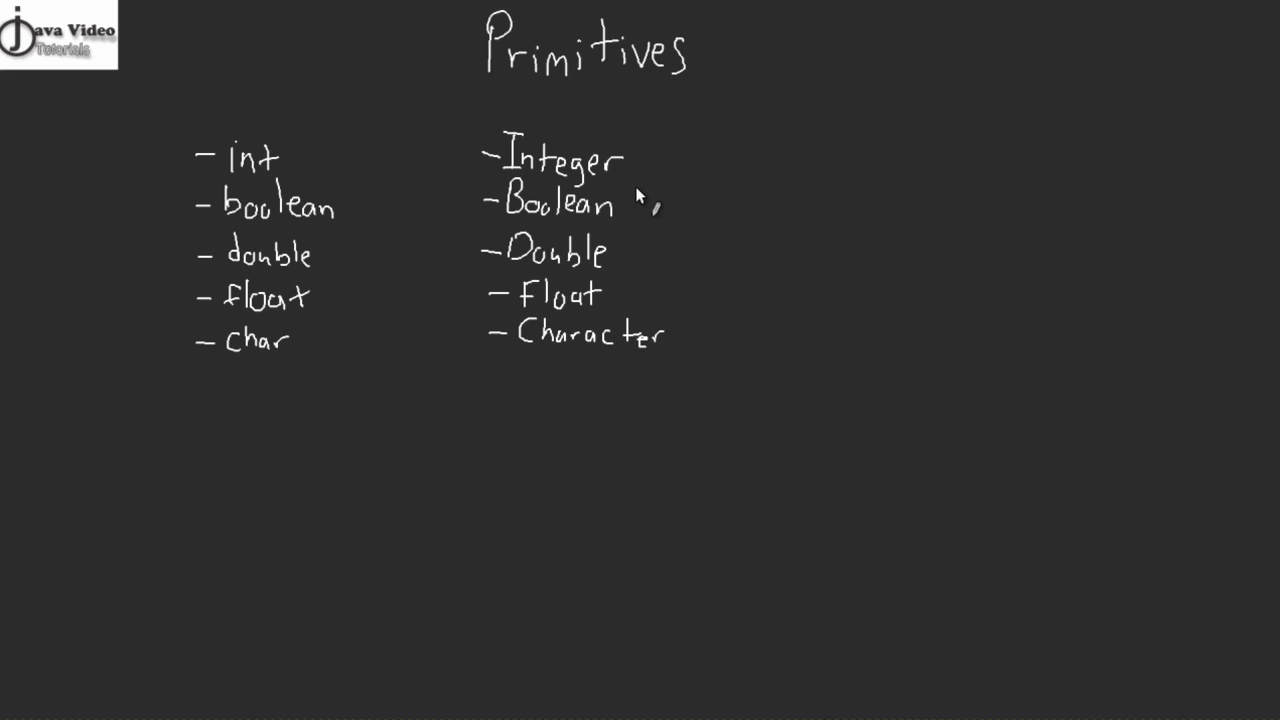 Java Video
Tutorials
Primitives
- int
- boolean
- double
- float
- char
- Integer
- Boolean
- Double
- Float
- Character